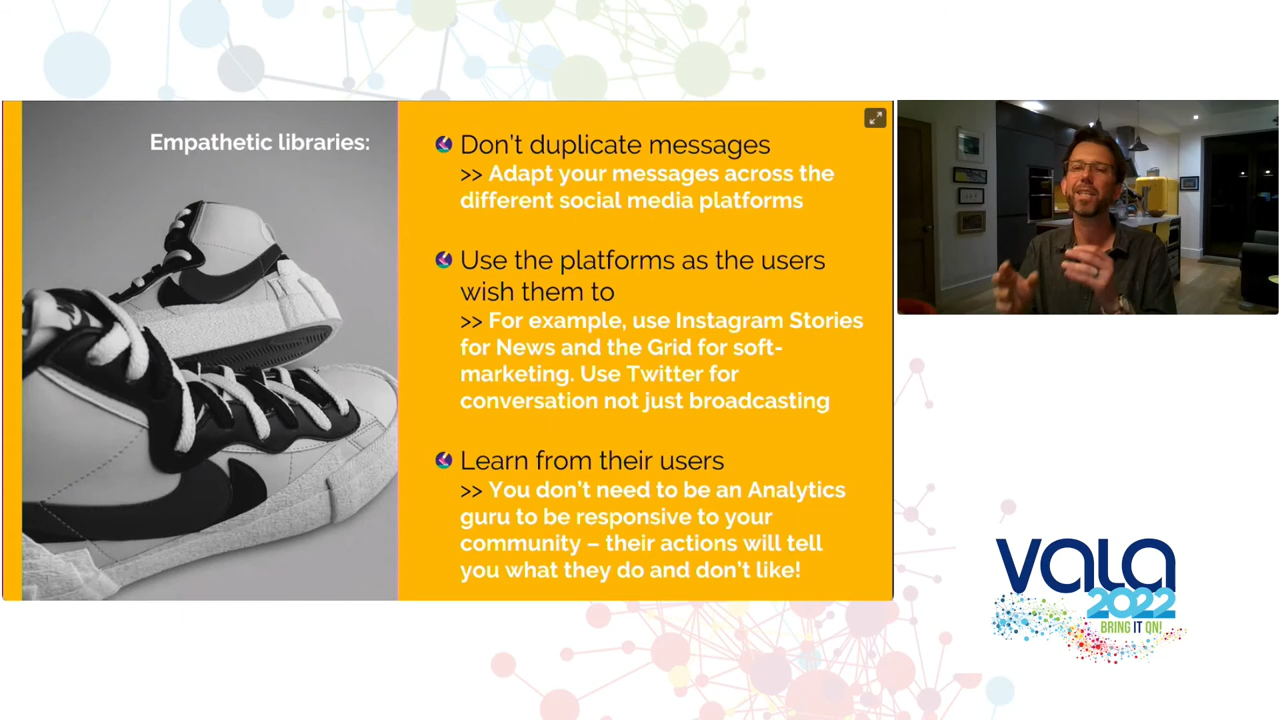 Empathetic libraries:
Don't duplicate messages
>> Adapt your messages across the
different social media platforms
Use the platforms as the users
wish them to
>> For example, use Instagram Stories
for News and the Grid for soft-
marketing. Use Twitter for
conversation not just broadcasting
Learn from their users
>> You don't need to be an Analytics
guru to be responsive to your
community – their actions will tell
you what they do and don't like!
VALA
2022
BRING IT ON!